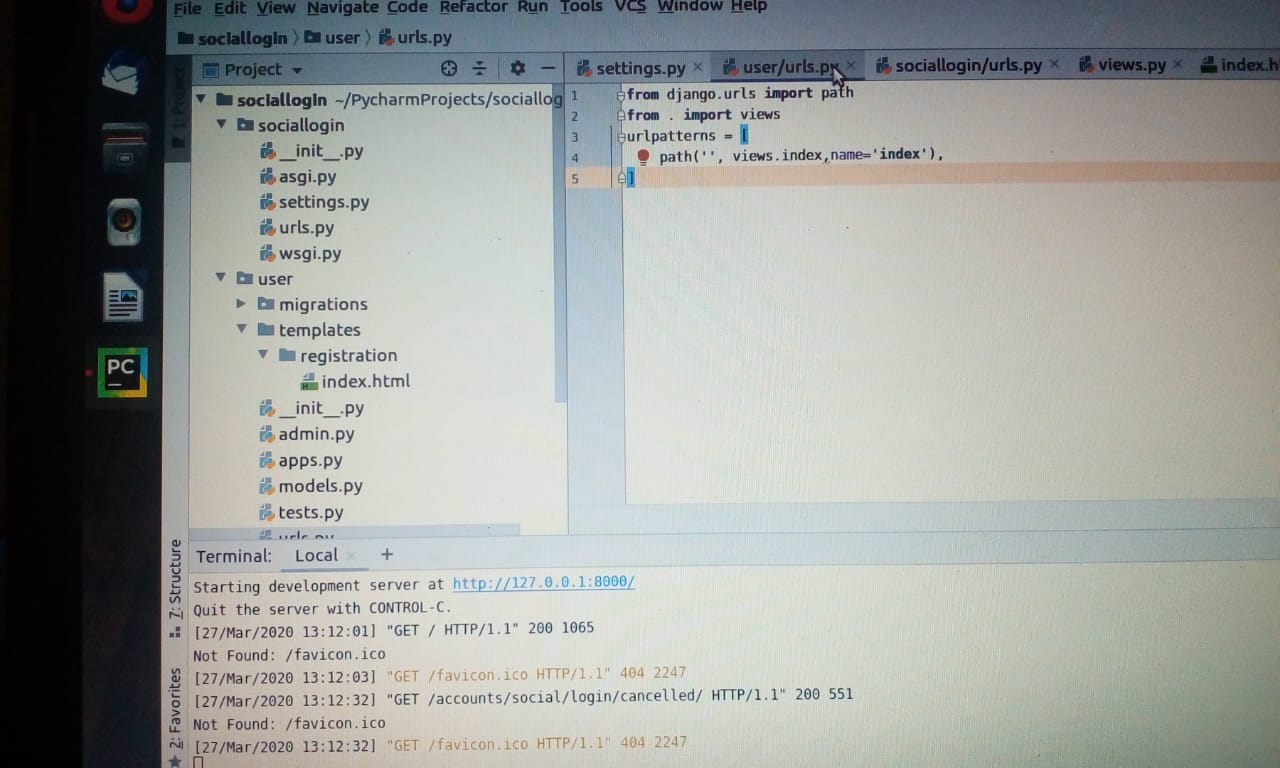 File Edit View Navigate Code Refactor Run Tools VCS Window Help
sociallogin user urls.py
Project
settings.py user/urls.py sociallogin/urls.py views.py index.h
1: Project
sociallogin ~/PycharmProjects/sociallog
sociallogin
__init__.py
asgi.py
settings.py
urls.py
wsgi.py
user
migrations
templates
registration
index.html
__init__.py
admin.py
apps.py
models.py
tests.py
urls.py
1 from django.urls import path
2 from . import views
3 urlpatterns = [
4 path('', views.index,name='index'),
5 ]
PC
7: Structure
2: Favorites
Terminal: Local +
Starting development server at http://127.0.0.1:8000/
Quit the server with CONTROL-C.
[27/Mar/2020 13:12:01] "GET / HTTP/1.1" 200 1065
Not Found: /favicon.ico
[27/Mar/2020 13:12:03] "GET /favicon.ico HTTP/1.1" 404 2247
[27/Mar/2020 13:12:32] "GET /accounts/social/login/cancelled/ HTTP/1.1" 200 551
Not Found: /favicon.ico
[27/Mar/2020 13:12:32] "GET /favicon.ico HTTP/1.1" 404 2247